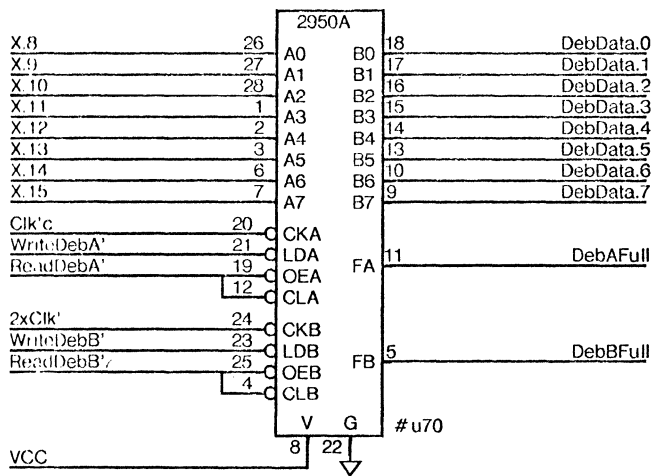 2950A
X.8 26 A0 B0 18 DebData.0
X.9 27 A1 B1 17 DebData.1
X.10 28 A2 B2 16 DebData.2
X.11 1 A3 B3 15 DebData.3
X.12 2 A4 B4 14 DebData.4
X.13 3 A5 B5 13 DebData.5
X.14 6 A6 B6 10 DebData.6
X.15 7 A7 B7 9 DebData.7
Clk'c 20 CKA
WriteDebA' 21 LDA
ReadDebA' 19 OEA FA 11 DebAFull
12 CLA
2xClk' 24 CKB
WriteDebB' 23 LDB
ReadDebB' 25 OEB FB 5 DebBFull
4 CLB
V G # u70
8 22
VCC